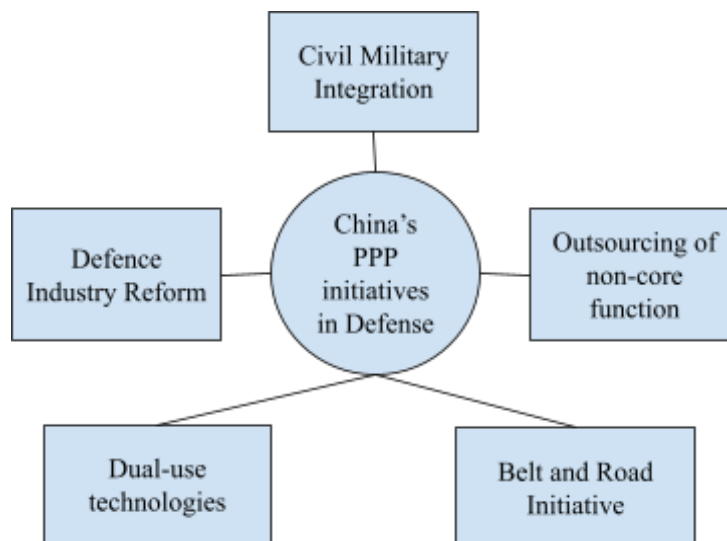 Civil Military
Integration
China's
PPP
initiatives
in Defense
Defence
Industry Reform
Outsourcing of
non-core
function
Dual-use
technologies
Belt and Road
Initiative